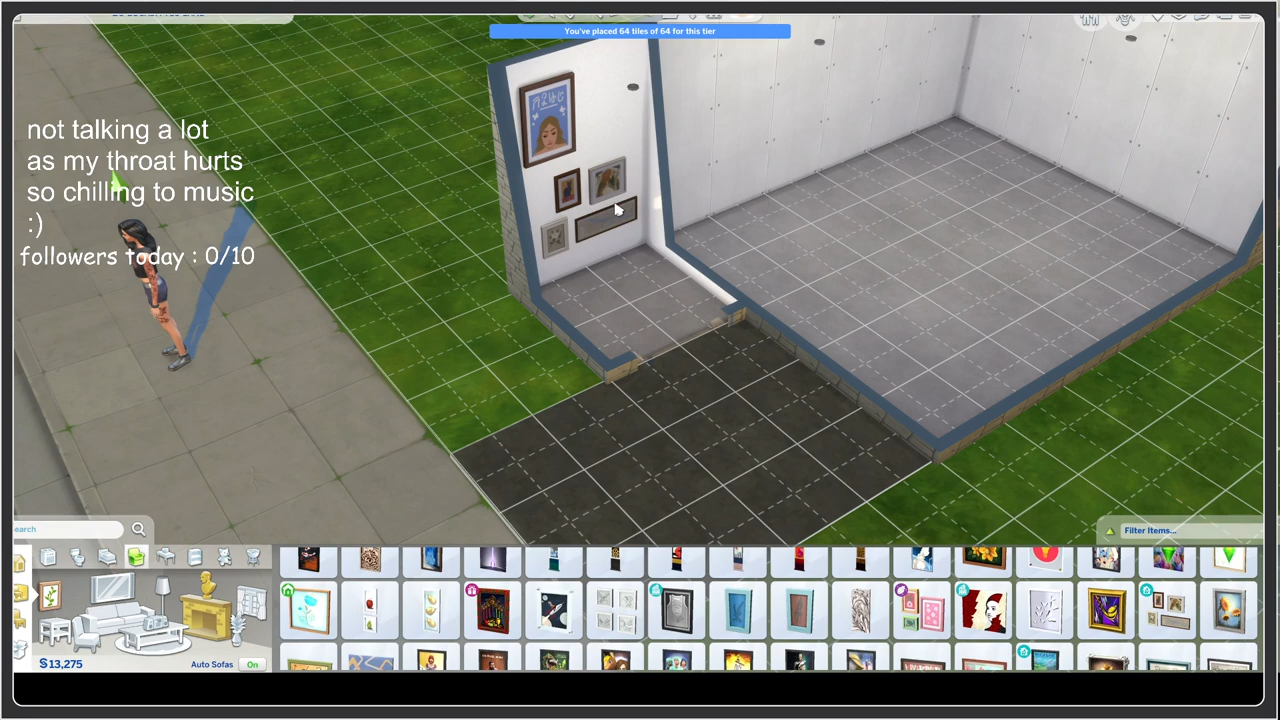 You've placed 64 tiles of 64 for this tier
not talking a lot
as my throat hurts
so chilling to music
:)
followers today : 0/10
earch
Filter Items...
$13,275
Auto Sofas
On